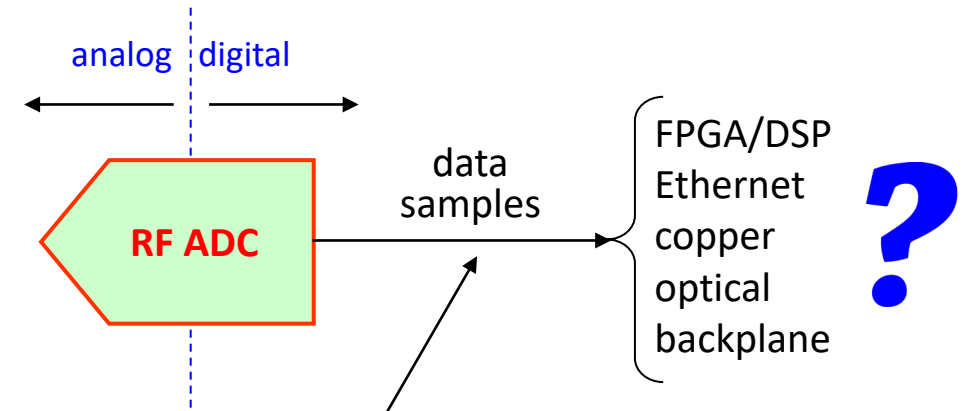 analog digital
data
samples
RF ADC
FPGA/DSP
Ethernet
copper
optical
backplane
?